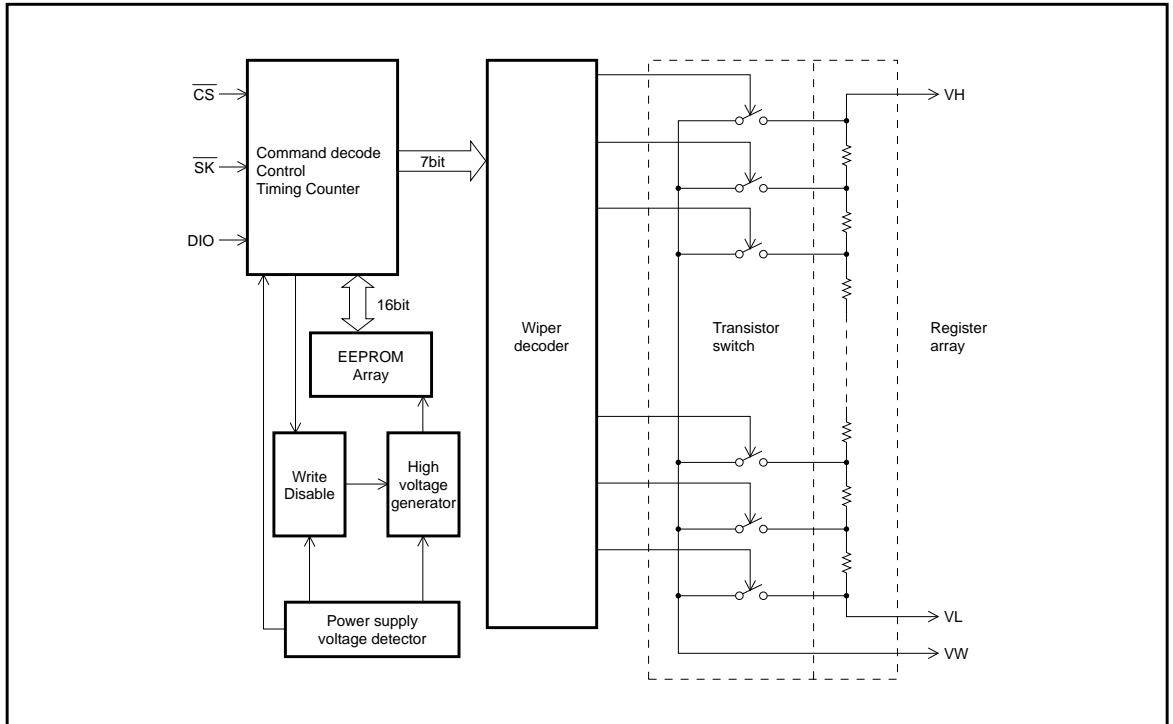 CS
SK
DIO
Command decode
Control
Timing Counter
7bit
16bit
EEPROM
Array
Write
Disable
High
voltage
generator
Power supply
voltage detector
Wiper
decoder
Transistor
switch
Register
array
VH
VL
VW